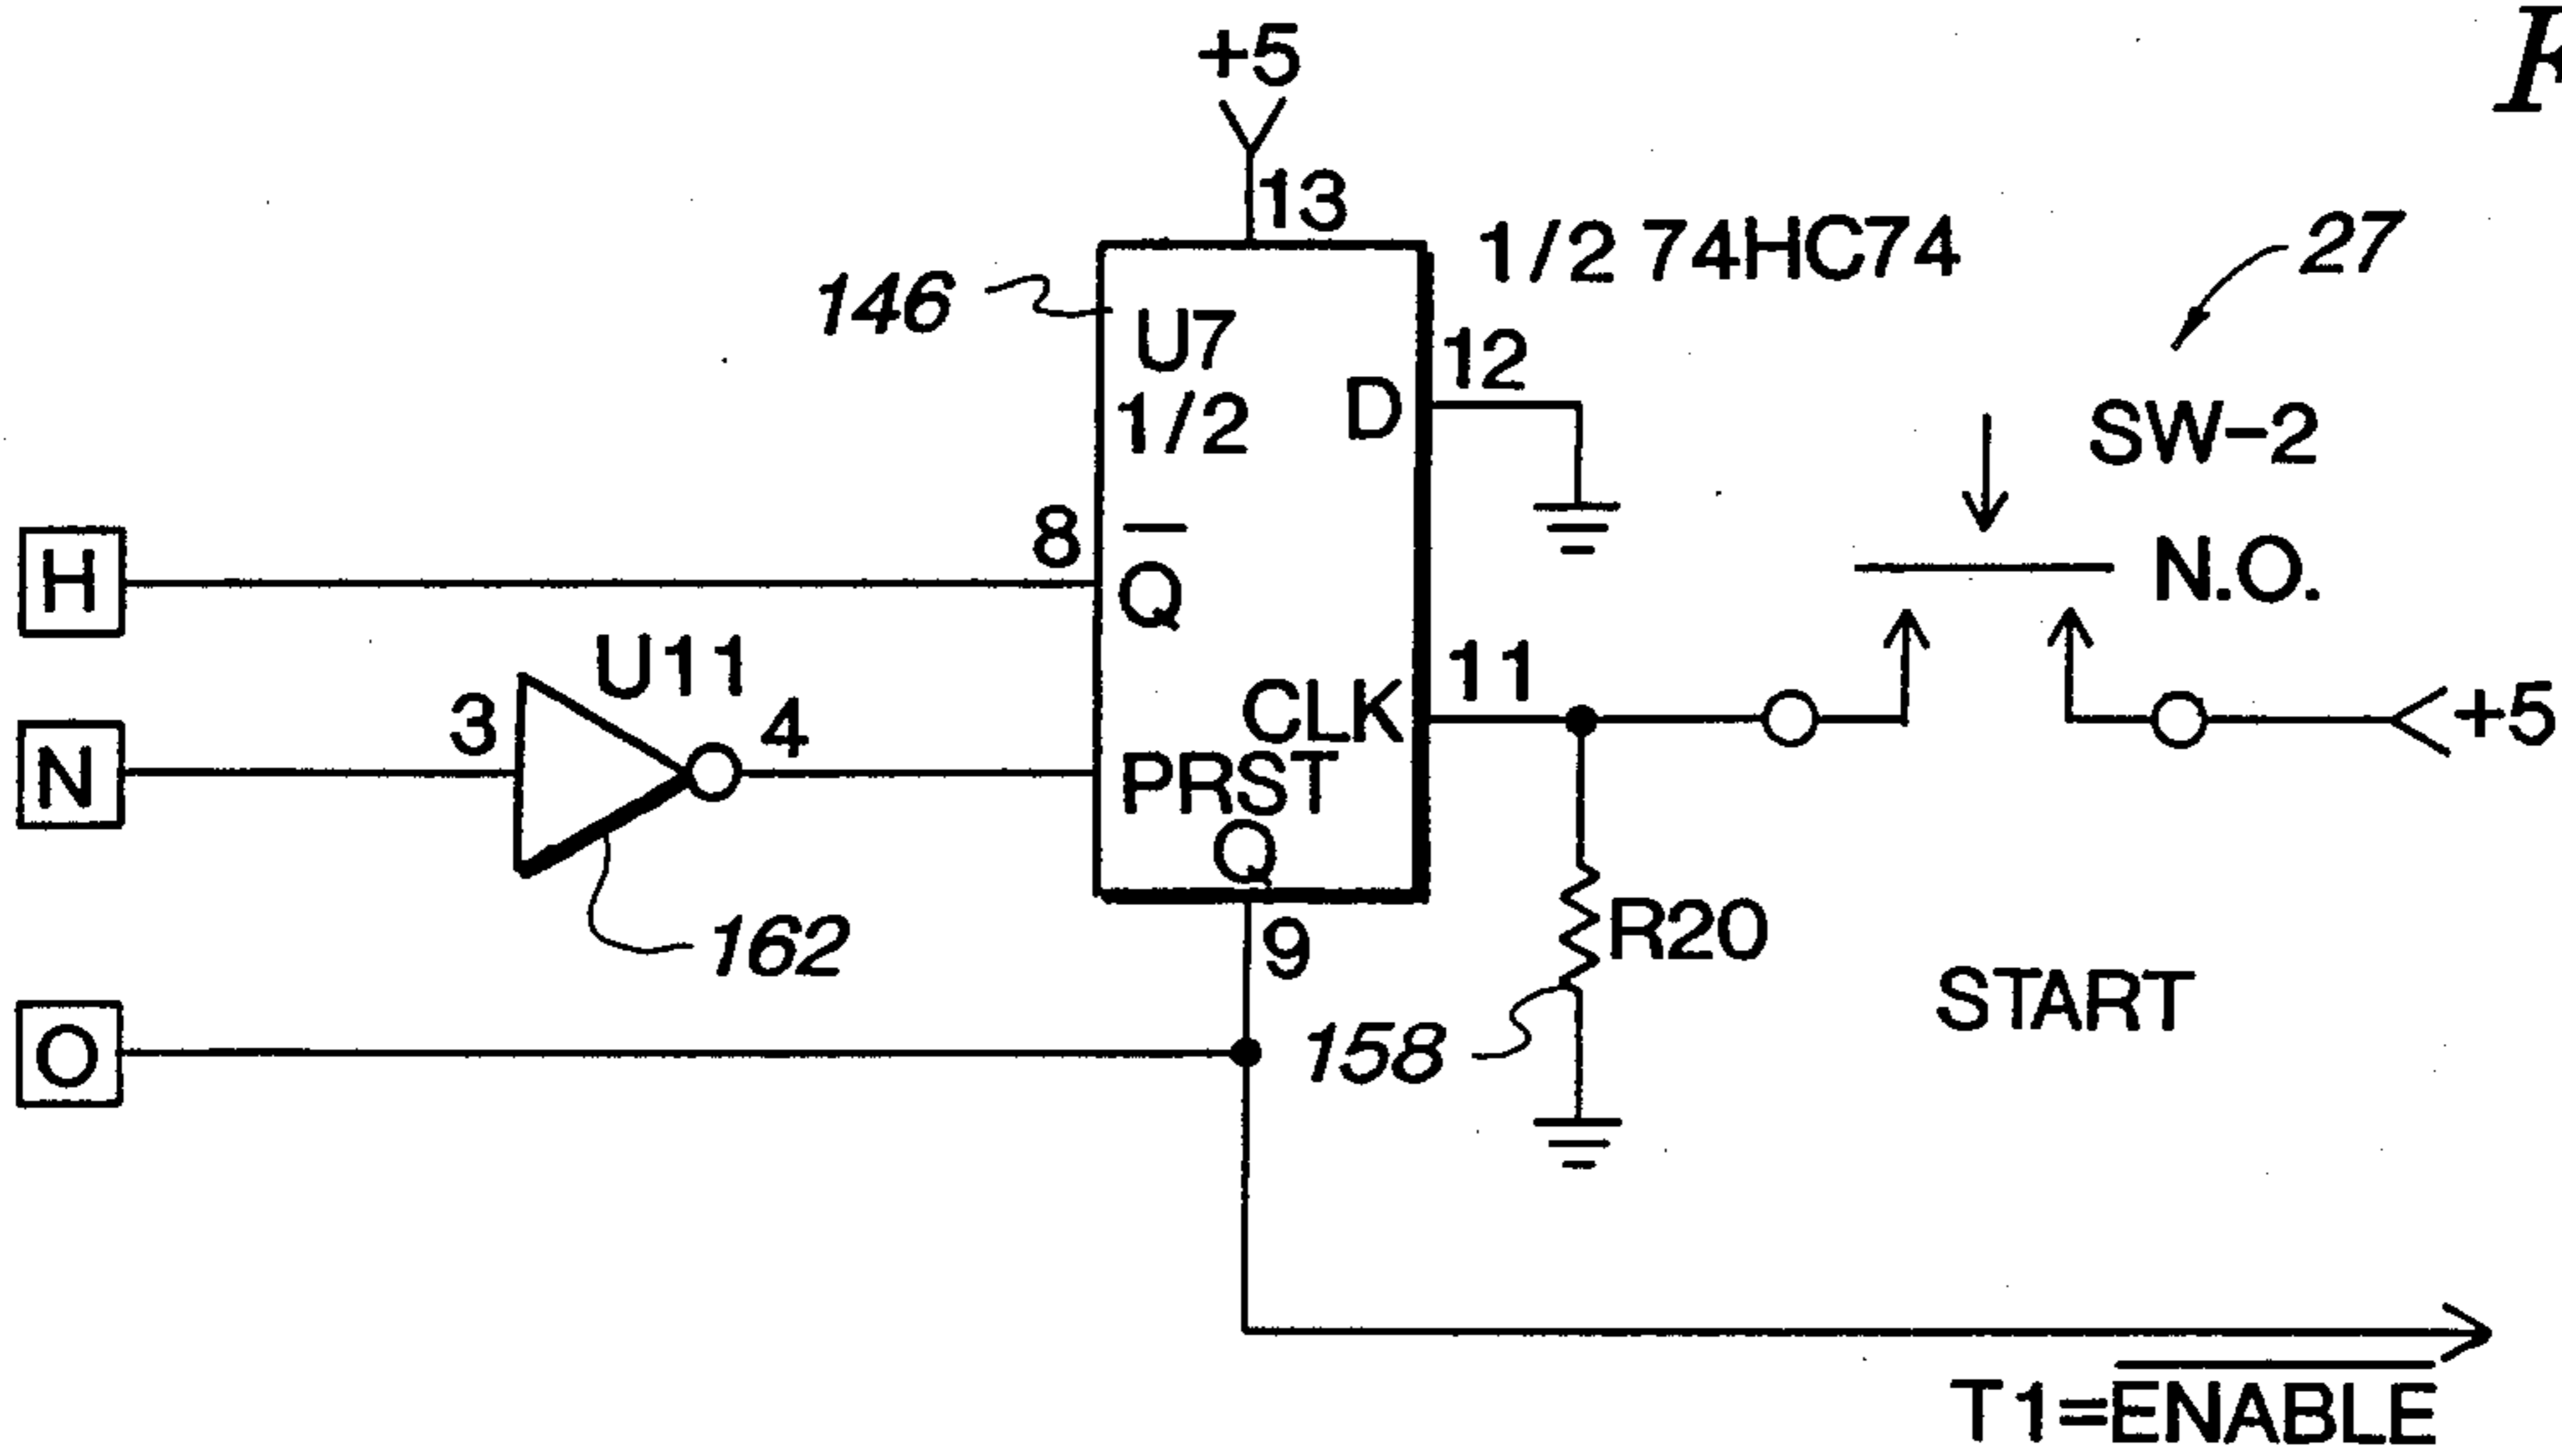 +5
13
1/2 74HC74
27
146
U7
1/2
12
D
SW-2
N.O.
8
Q̅
H
U11
3
4
N
CLK
11
PRST
Q
+5
162
9
R20
158
START
O
T1=E̅N̅A̅B̅L̅E̅